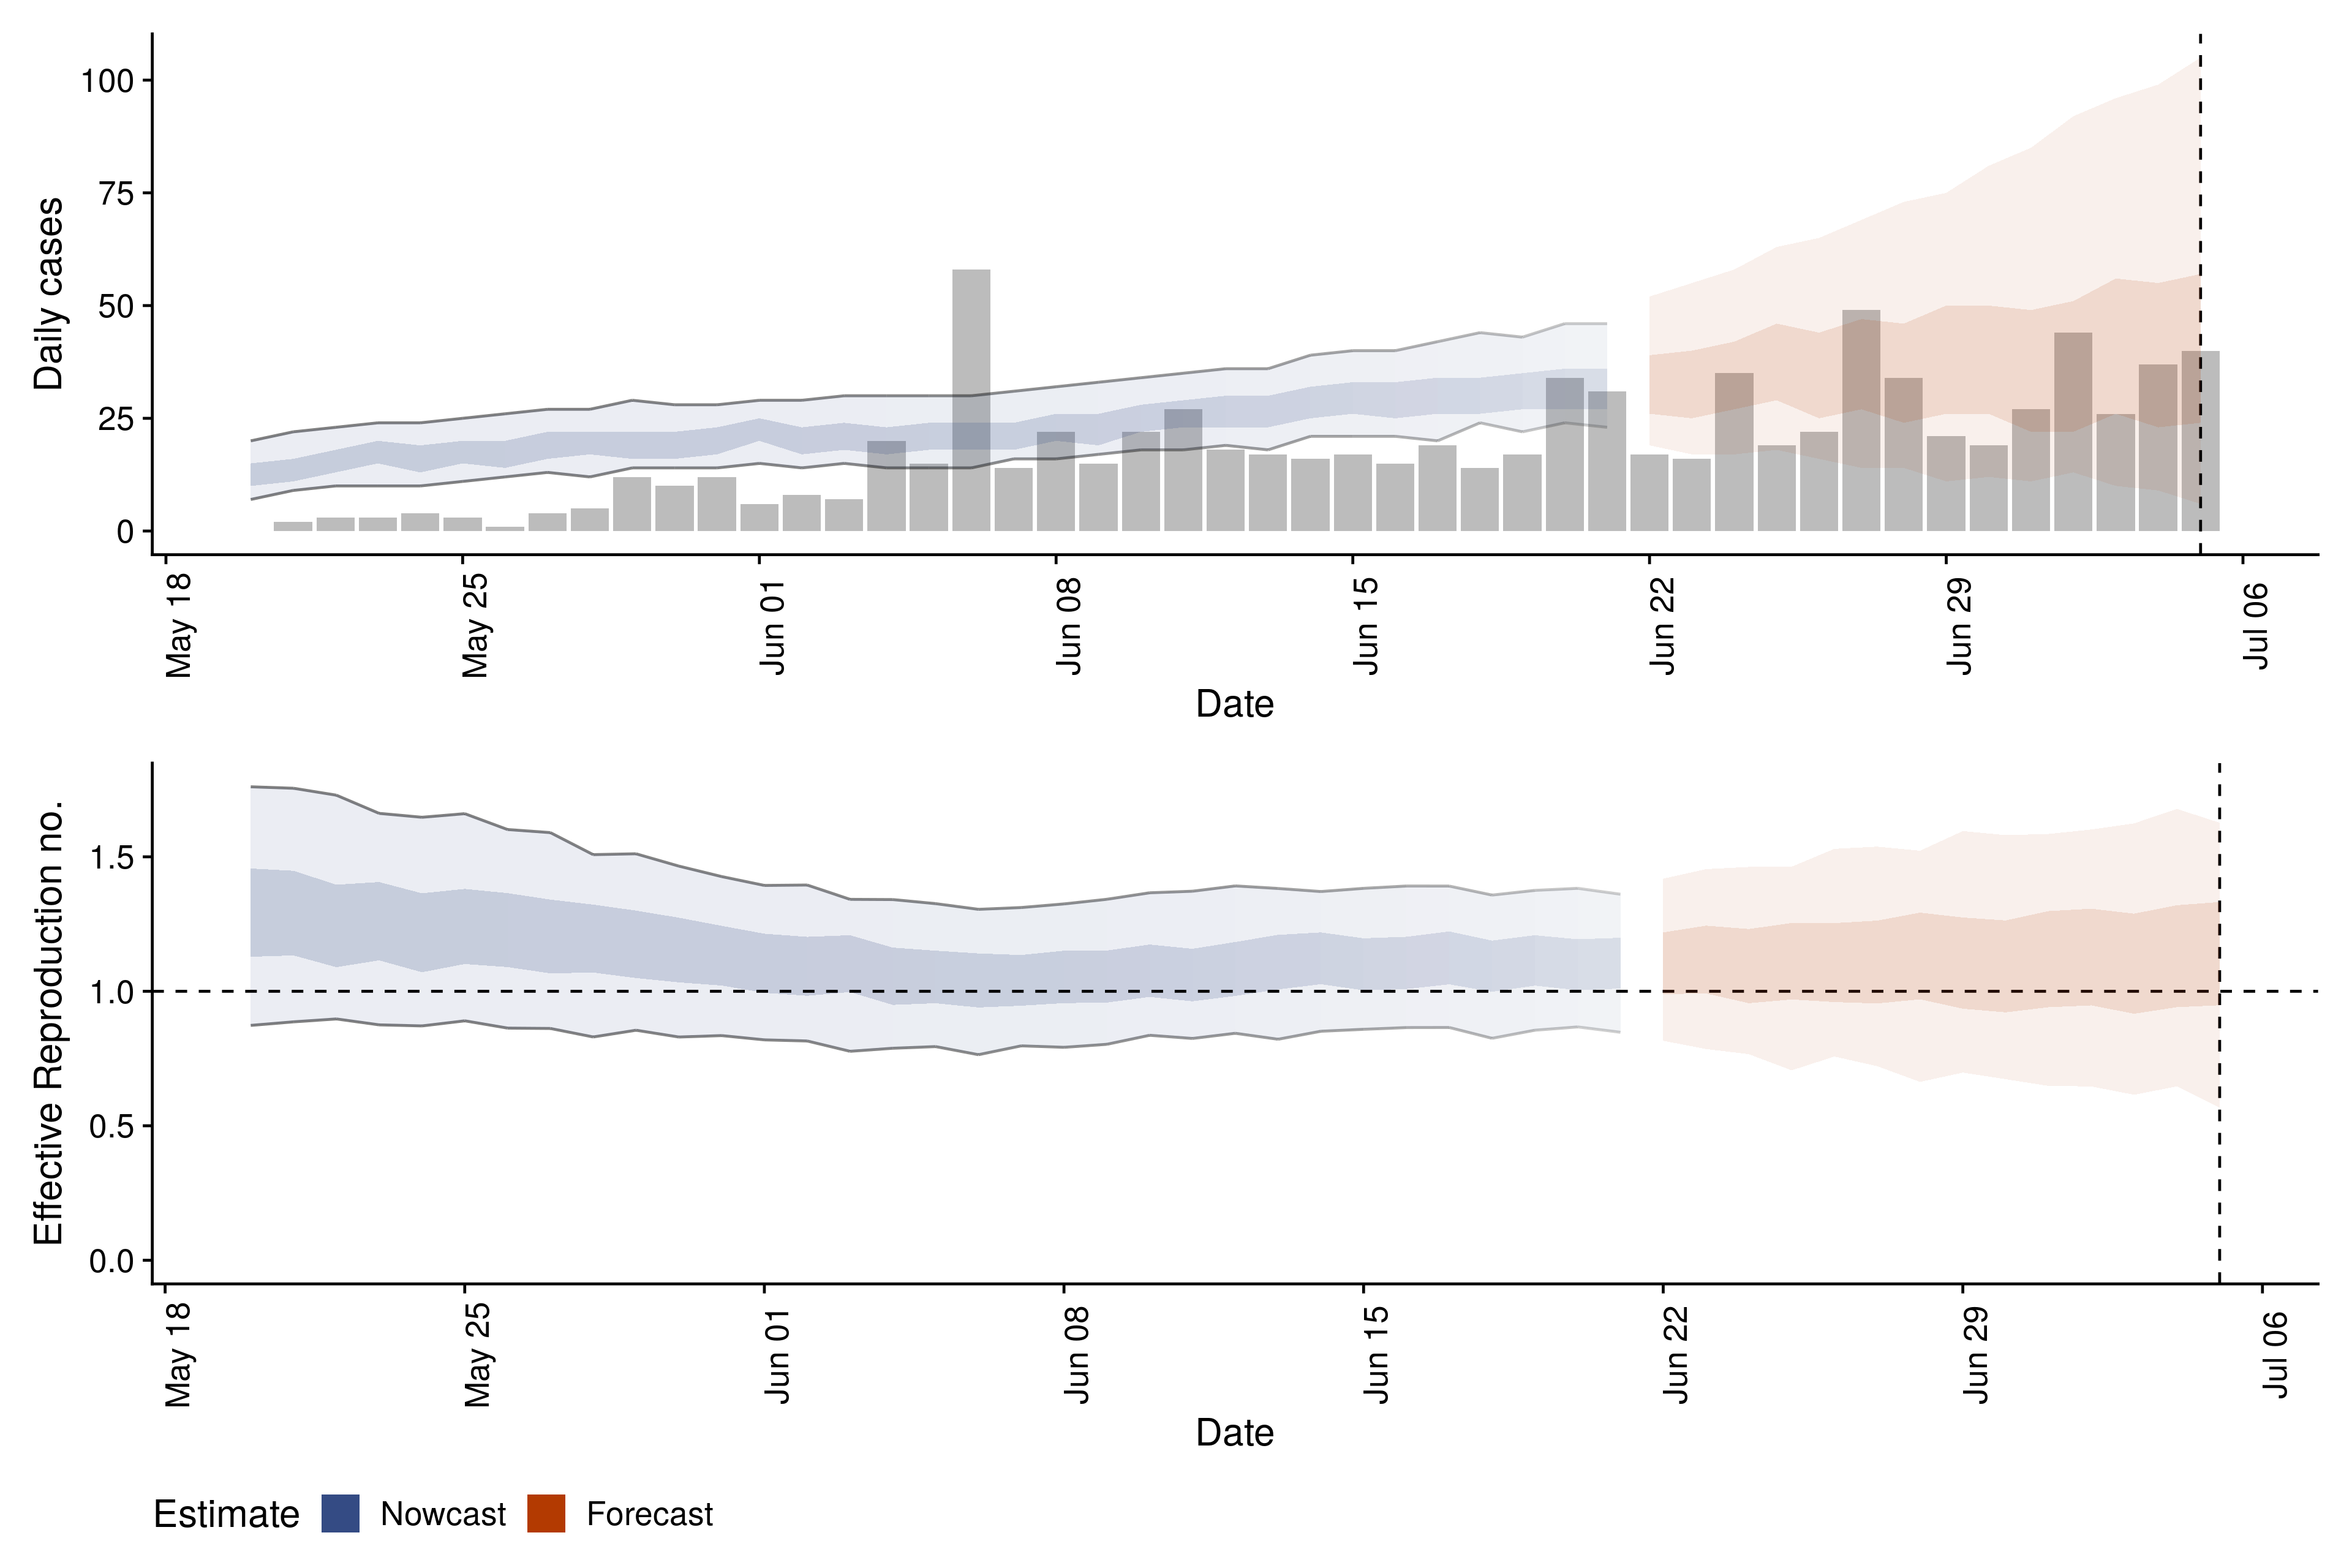 Daily cases
100
75
50
25
0
May 18
May 25
Jun 01
Jun 08
Jun 15
Jun 22
Jun 29
Jul 06
Date
Effective Reproduction no.
1.5
1.0
0.5
0.0
May 18
May 25
Jun 01
Jun 08
Jun 15
Jun 22
Jun 29
Jul 06
Date
Estimate Nowcast Forecast